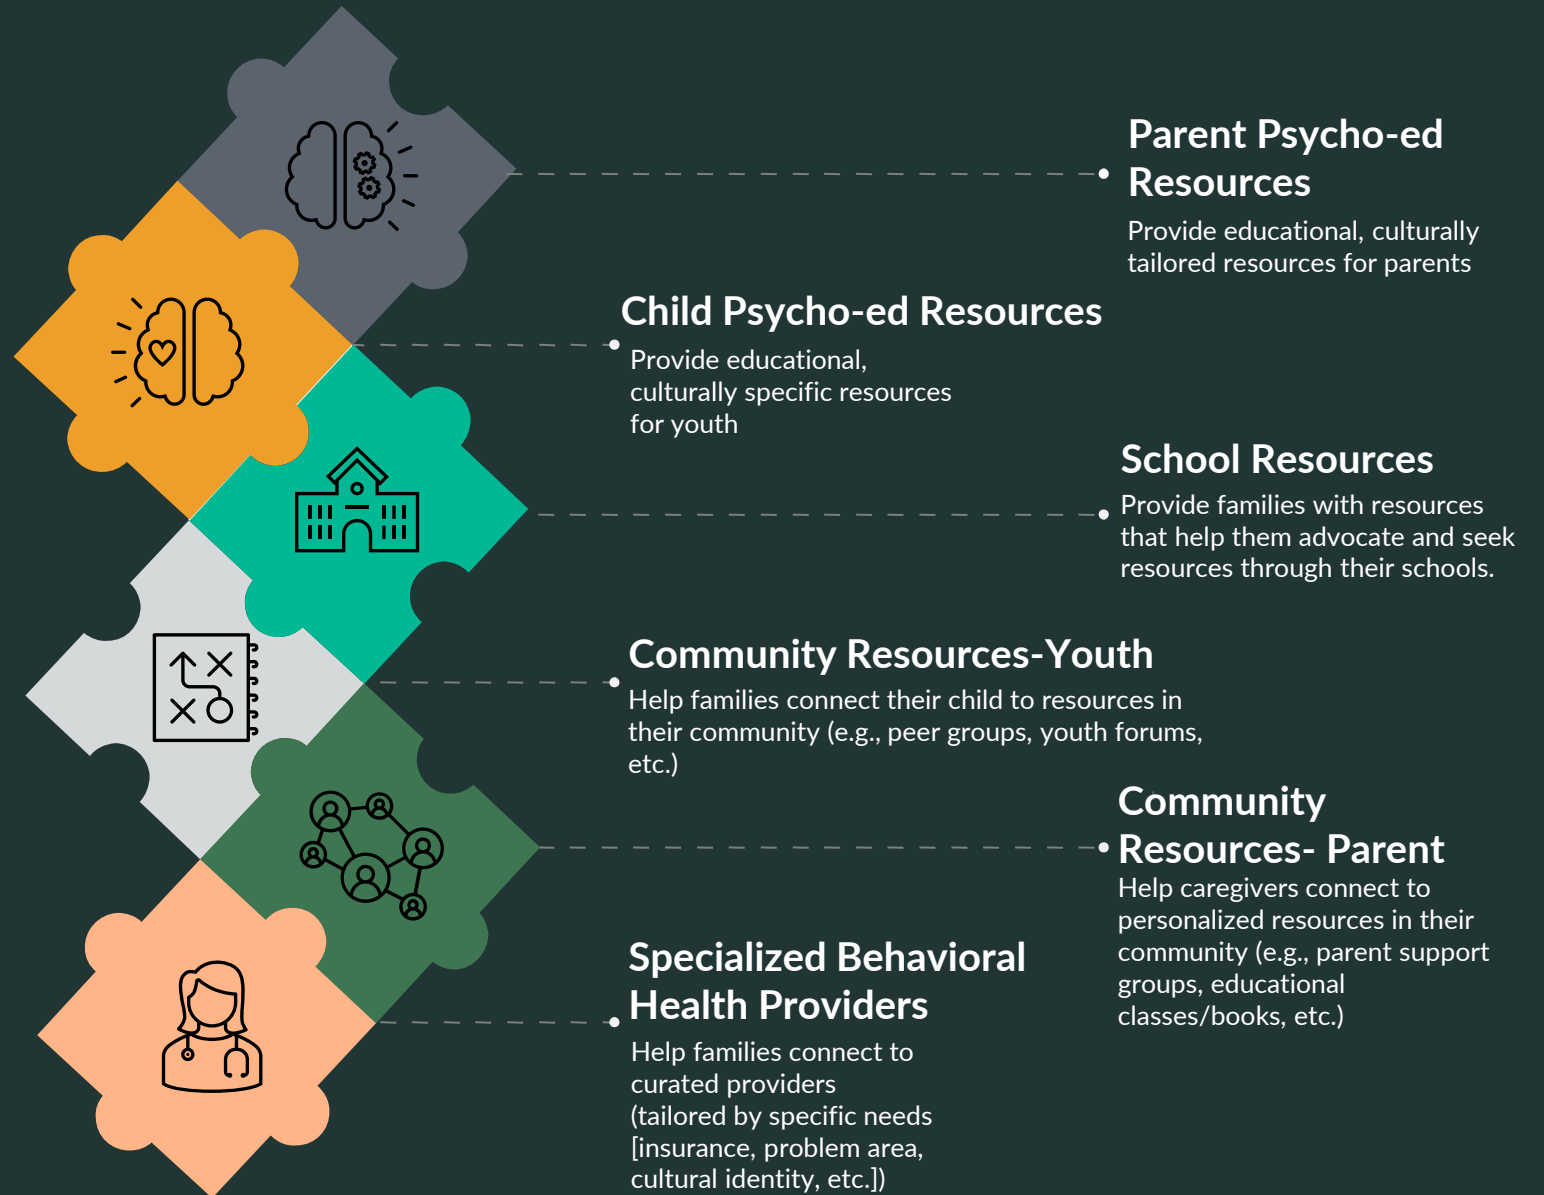 Parent Psycho-ed
Resources
Provide educational, culturally
tailored resources for parents
Child Psycho-ed Resources
Provide educational,
culturally specific resources
for youth
School Resources
Provide families with resources
that help them advocate and seek
resources through their schools.
Community Resources-Youth
Help families connect their child to resources in
their community (e.g., peer groups, youth forums,
etc.)
Community
Resources- Parent
Help caregivers connect to
personalized resources in their
community (e.g., parent support
groups, educational
classes/books, etc.)
Specialized Behavioral
Health Providers
Help families connect to
curated providers
(tailored by specific needs
[insurance, problem area,
cultural identity, etc.])